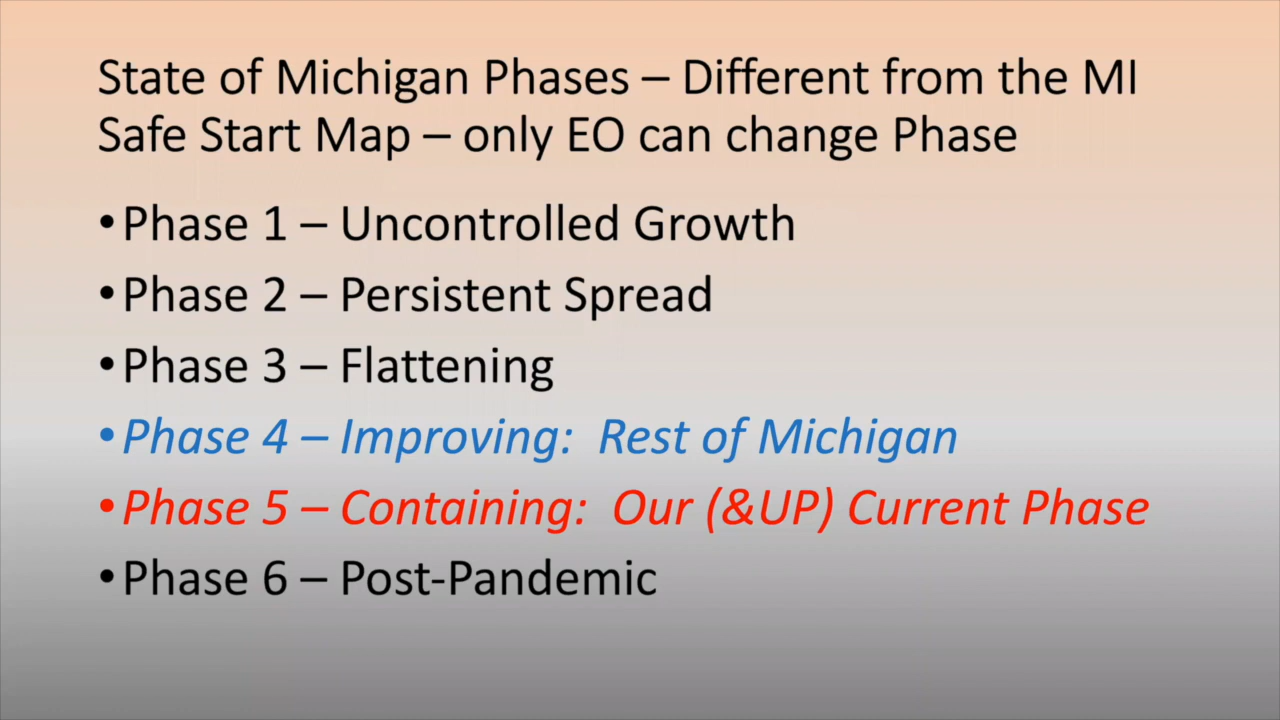 State of Michigan Phases – Different from the MI
Safe Start Map – only EO can change Phase
•Phase 1 – Uncontrolled Growth
•Phase 2 – Persistent Spread
•Phase 3 – Flattening
•Phase 4 – Improving:  Rest of Michigan
•Phase 5 – Containing:  Our (&UP) Current Phase
•Phase 6 – Post-Pandemic